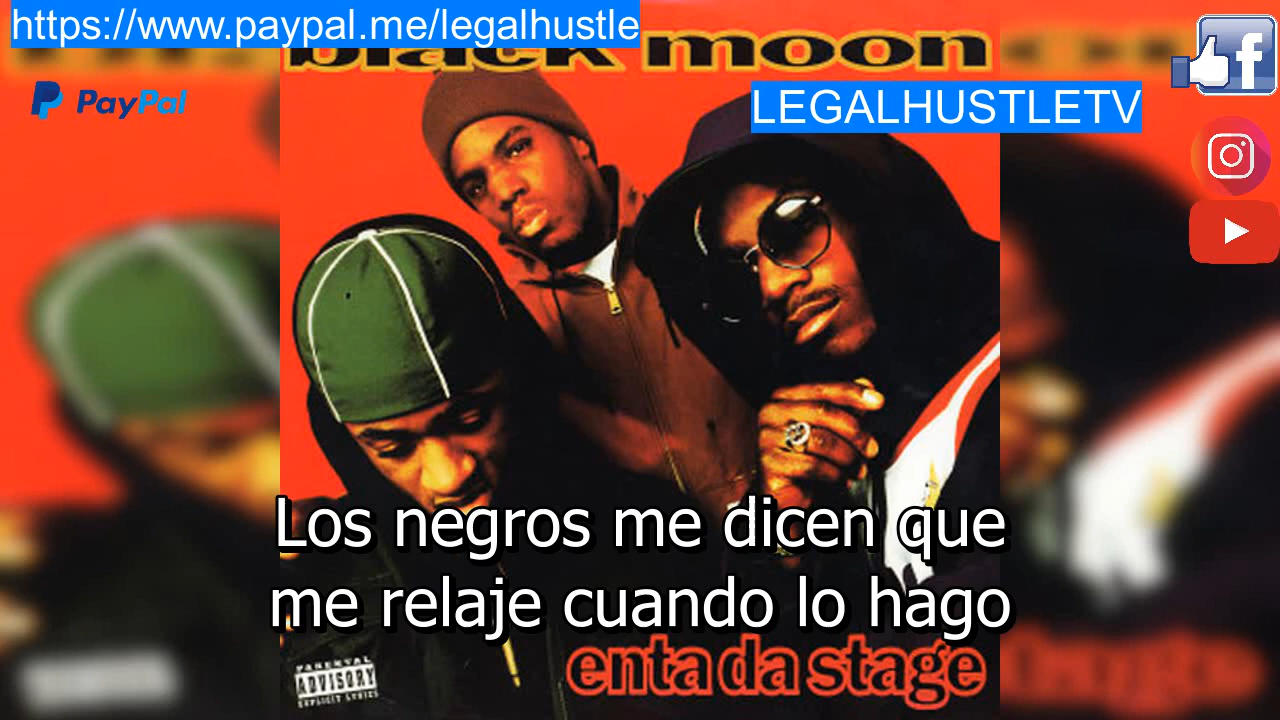 https://www.paypal.me/legalhustle
black moon
PayPal
LEGALHUSTLETV
Los negros me dicen que
me relaje cuando lo hago
enta da stage
PARENTAL
ADVISORY
EXPLICIT LYRICS